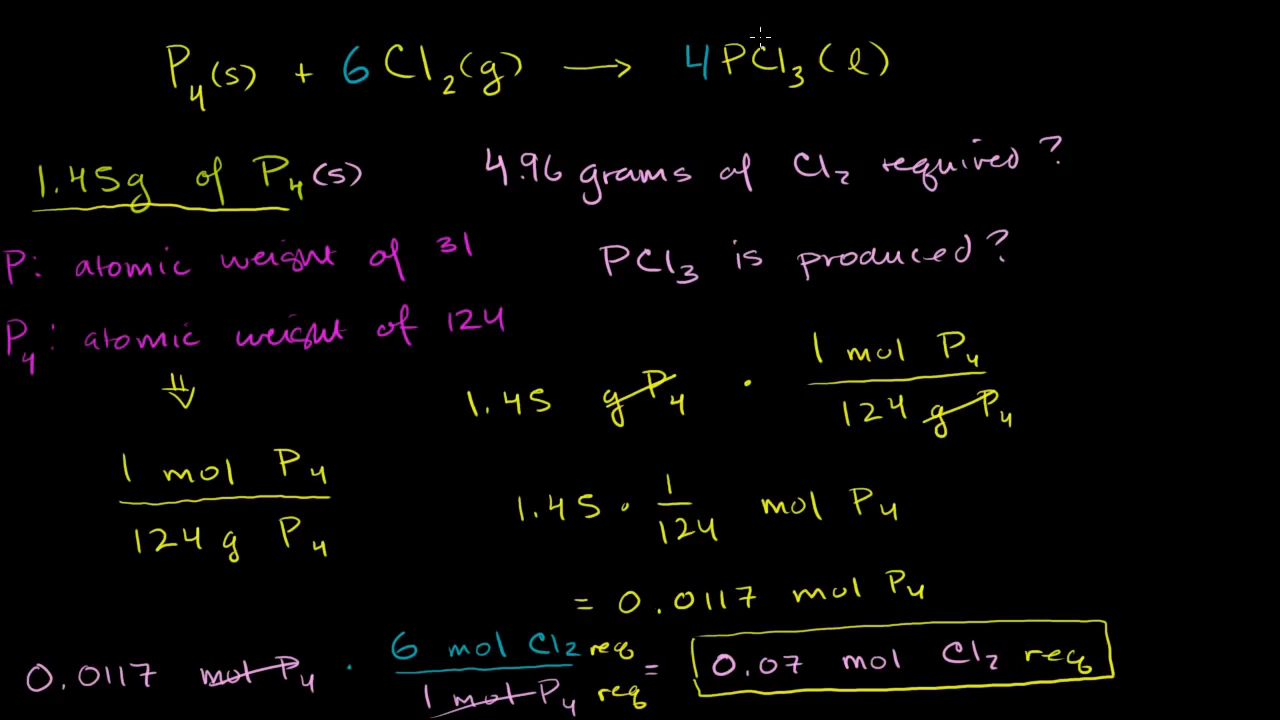 P₄(s) + 6Cl₂(g) → 4PCl₃(l)
1.45g of P₄(s)
4.96 grams of Cl₂ required?
P: atomic weight of 31
PCl₃ is produced?
P₄: atomic weight of 124
⇓
1.45 g P₄ · 1 mol P₄ / 124 g P₄
1 mol P₄ / 124 g P₄
1.45 · 1/124 mol P₄
= 0.0117 mol P₄
0.0117 mol P₄ · 6 mol Cl₂ req / 1 mol P₄ req = 0.07 mol Cl₂ req